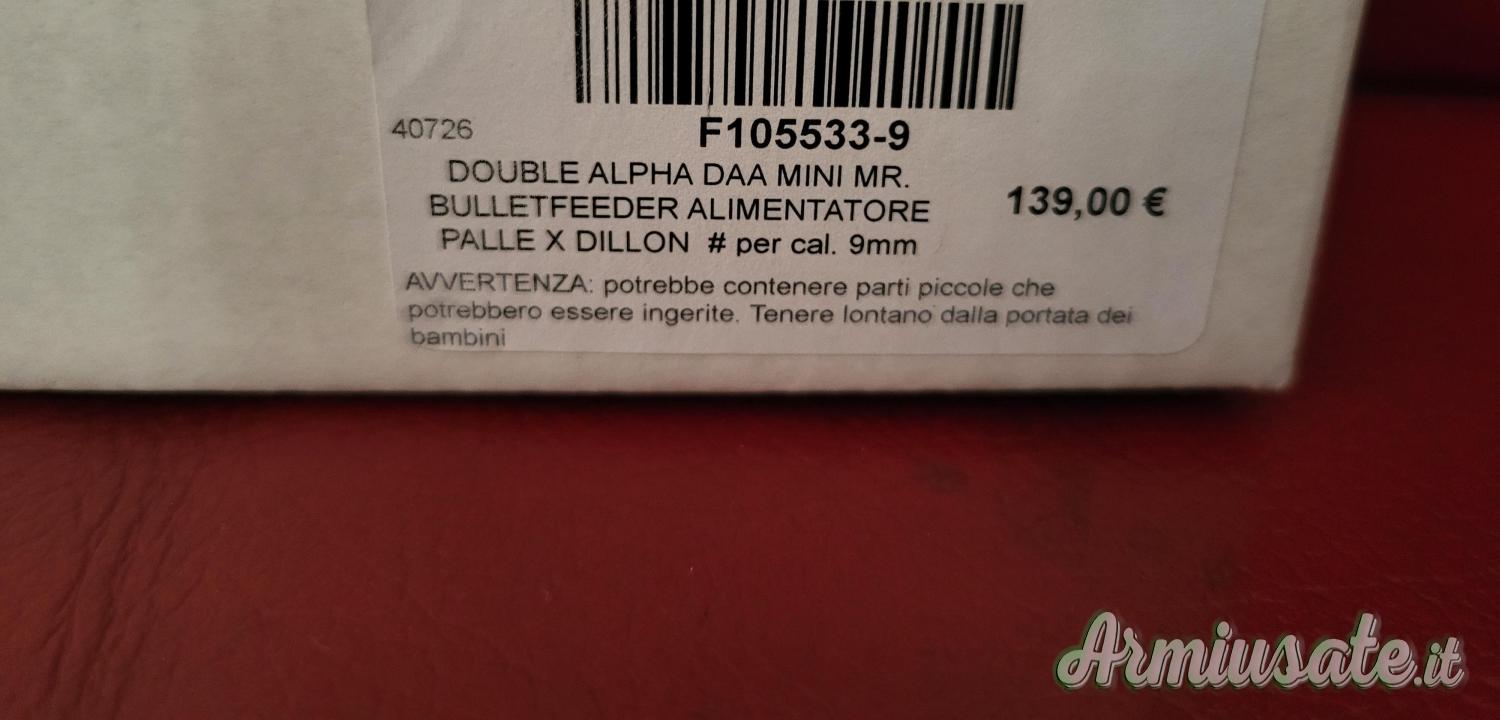 40726
F105533-9
DOUBLE ALPHA DAA MINI MR.
BULLETFEEDER ALIMENTATORE
PALLE X DILLON # per cal. 9mm
139,00 €
AVVERTENZA: potrebbe contenere parti piccole che
potrebbero essere ingerite. Tenere lontano dalla portata dei
bambini
Armiusate.it